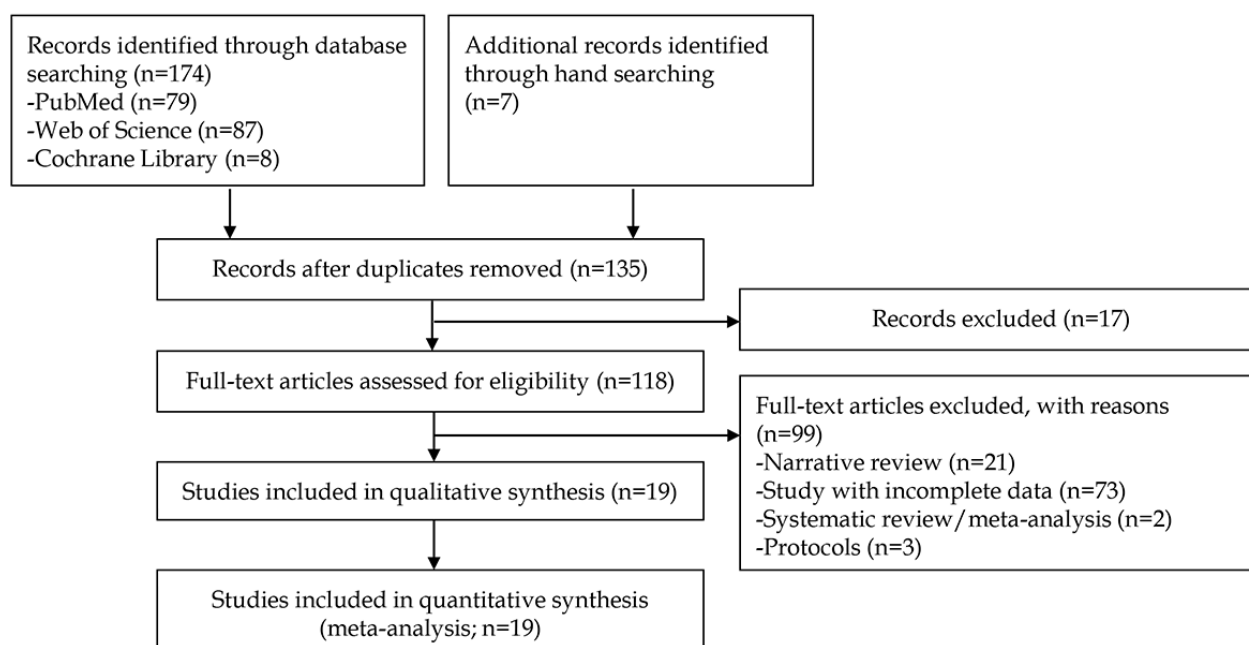 Records identified through database
searching (n=174)
-PubMed (n=79)
-Web of Science (n=87)
-Cochrane Library (n=8)
Additional records identified
through hand searching
(n=7)
Records after duplicates removed (n=135)
Records excluded (n=17)
Full-text articles assessed for eligibility (n=118)
Full-text articles excluded, with reasons
(n=99)
-Narrative review (n=21)
-Study with incomplete data (n=73)
-Systematic review/meta-analysis (n=2)
-Protocols (n=3)
Studies included in qualitative synthesis (n=19)
Studies included in quantitative synthesis
(meta-analysis; n=19)